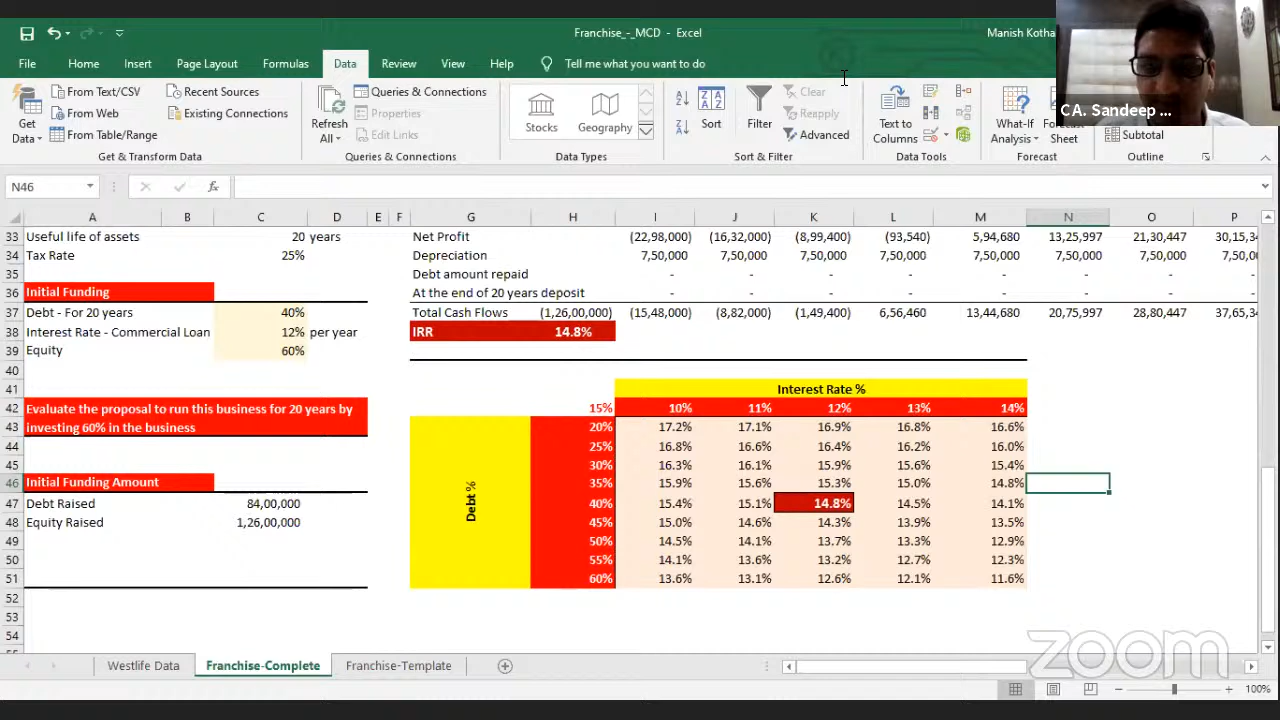 Franchise_-_MCD - Excel
Manish Kotha
File Home Insert Page Layout Formulas Data Review View Help Tell me what you want to do
CA. Sandeep ...
Get Data
From Text/CSV
From Web
From Table/Range
Recent Sources
Existing Connections
Get & Transform Data
Refresh All
Queries & Connections
Properties
Edit Links
Queries & Connections
Stocks Geography
Data Types
Sort
Filter
Clear
Reapply
Advanced
Sort & Filter
Text to Columns
Data Tools
What-If Analysis
Sheet
Forecast
Subtotal
Outline
N46
fx
A B C D E F G H I J K L M N O P
33 Useful life of assets 20 years Net Profit (22,98,000) (16,32,000) (8,99,400) (93,540) 5,94,680 13,25,997 21,30,447 30,15,3
34 Tax Rate 25% Depreciation 7,50,000 7,50,000 7,50,000 7,50,000 7,50,000 7,50,000 7,50,000 7,50,00
35 Debt amount repaid - - - - - - - -
36 Initial Funding At the end of 20 years deposit - - - - - - - -
37 Debt - For 20 years 40% Total Cash Flows (1,26,00,000) (15,48,000) (8,82,000) (1,49,400) 6,56,460 13,44,680 20,75,997 28,80,447 37,65,3
38 Interest Rate - Commercial Loan 12% per year IRR 14.8%
39 Equity 60%
40
41 Interest Rate %
42 Evaluate the proposal to run this business for 20 years by 15% 10% 11% 12% 13% 14%
43 investing 60% in the business 20% 17.2% 17.1% 16.9% 16.8% 16.6%
44 25% 16.8% 16.6% 16.4% 16.2% 16.0%
45 30% 16.3% 16.1% 15.9% 15.6% 15.4%
46 Initial Funding Amount 35% 15.9% 15.6% 15.3% 15.0% 14.8%
Debt %
47 Debt Raised 84,00,000 40% 15.4% 15.1% 14.8% 14.5% 14.1%
48 Equity Raised 1,26,00,000 45% 15.0% 14.6% 14.3% 13.9% 13.5%
49 50% 14.5% 14.1% 13.7% 13.3% 12.9%
50 55% 14.1% 13.6% 13.2% 12.7% 12.3%
51 60% 13.6% 13.1% 12.6% 12.1% 11.6%
52
53
54
zoom
Westlife Data Franchise-Complete Franchise-Template
100%